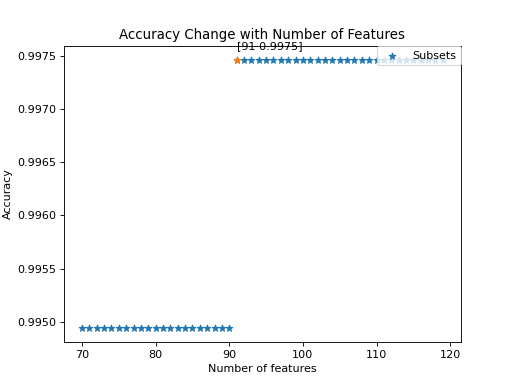 Accuracy Change with Number of Features
[91 0.9975]
Subsets
0.9975
0.9970
0.9965
0.9960
0.9955
0.9950
Accuracy
70 80 90 100 110 120
Number of features